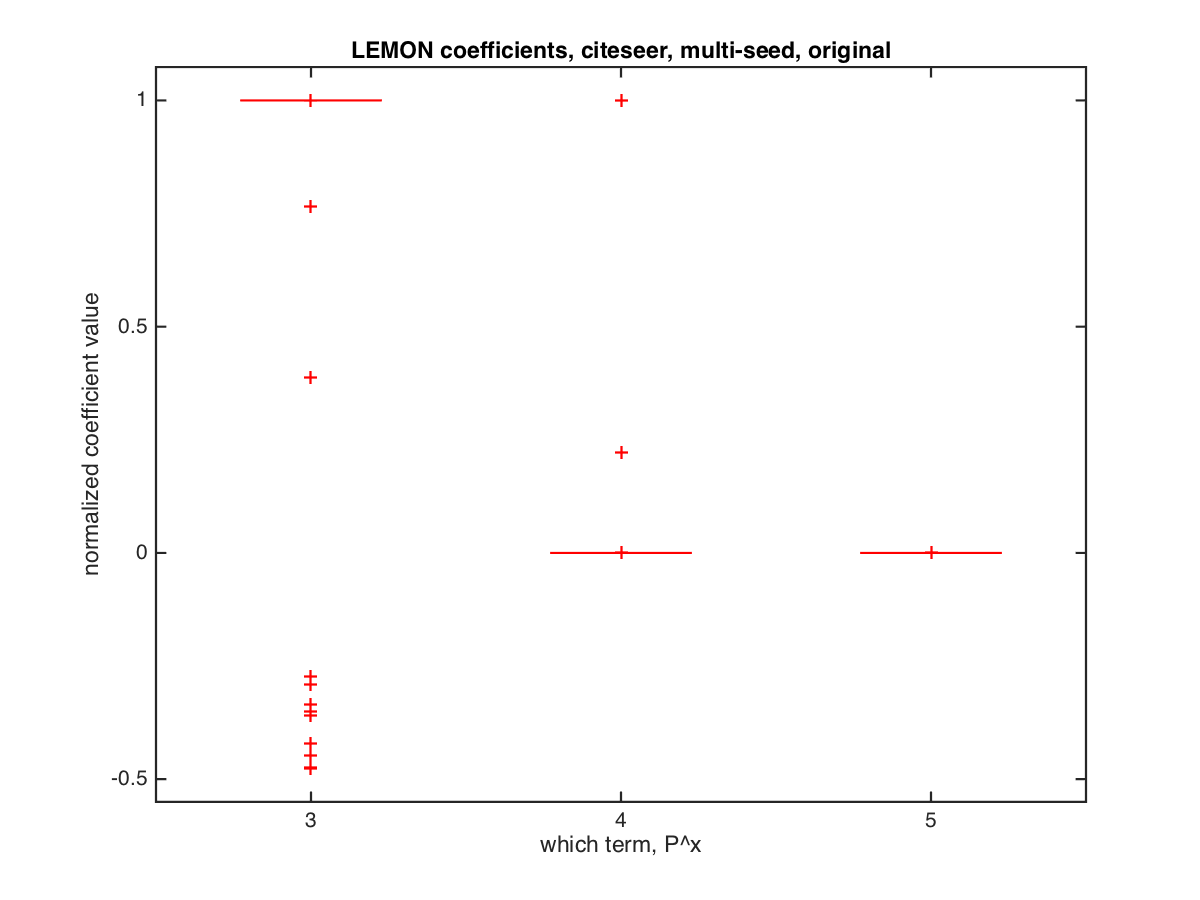 LEMON coefficients, citeseer, multi-seed, original
normalized coefficient value
1
0.5
0
-0.5
3 4 5
which term, P^x